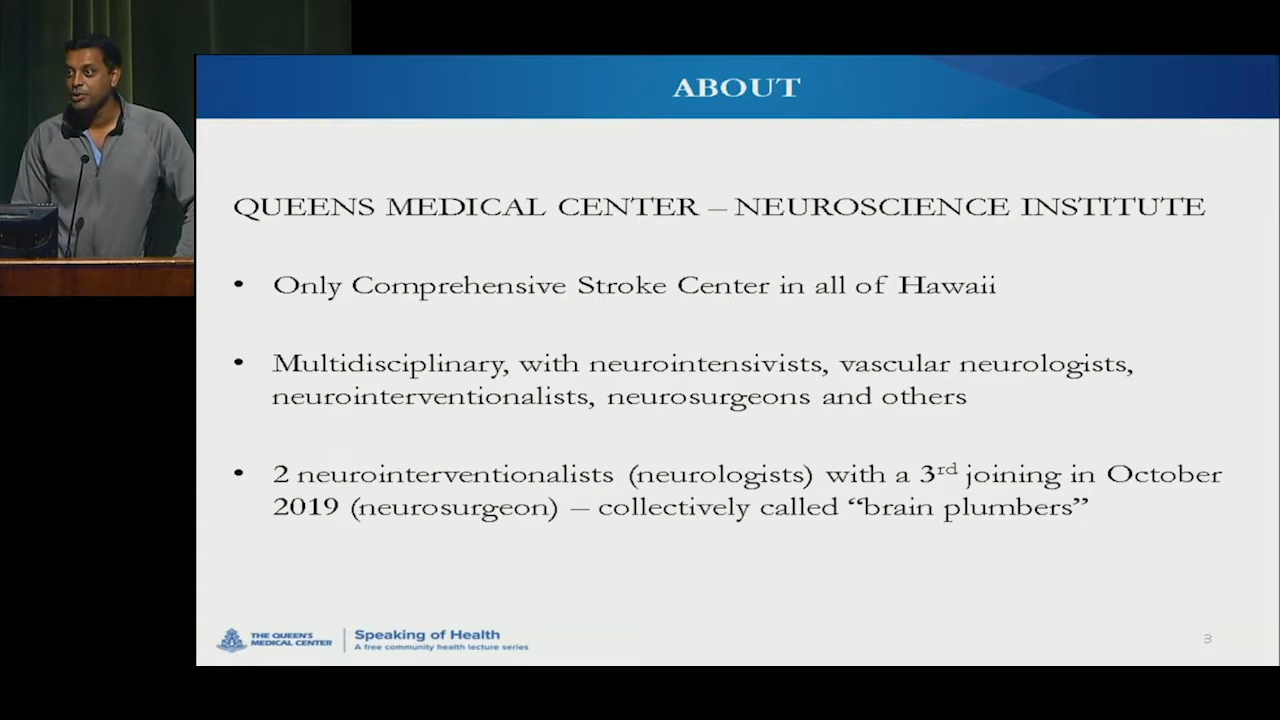 ABOUT
QUEENS MEDICAL CENTER – NEUROSCIENCE INSTITUTE
• Only Comprehensive Stroke Center in all of Hawaii
• Multidisciplinary, with neurointensivists, vascular neurologists,
neurointerventionalists, neurosurgeons and others
• 2 neurointerventionalists (neurologists) with a 3rd joining in October
2019 (neurosurgeon) – collectively called “brain plumbers”
THE QUEEN'S
MEDICAL CENTER
Speaking of Health
A free community health lecture series
3